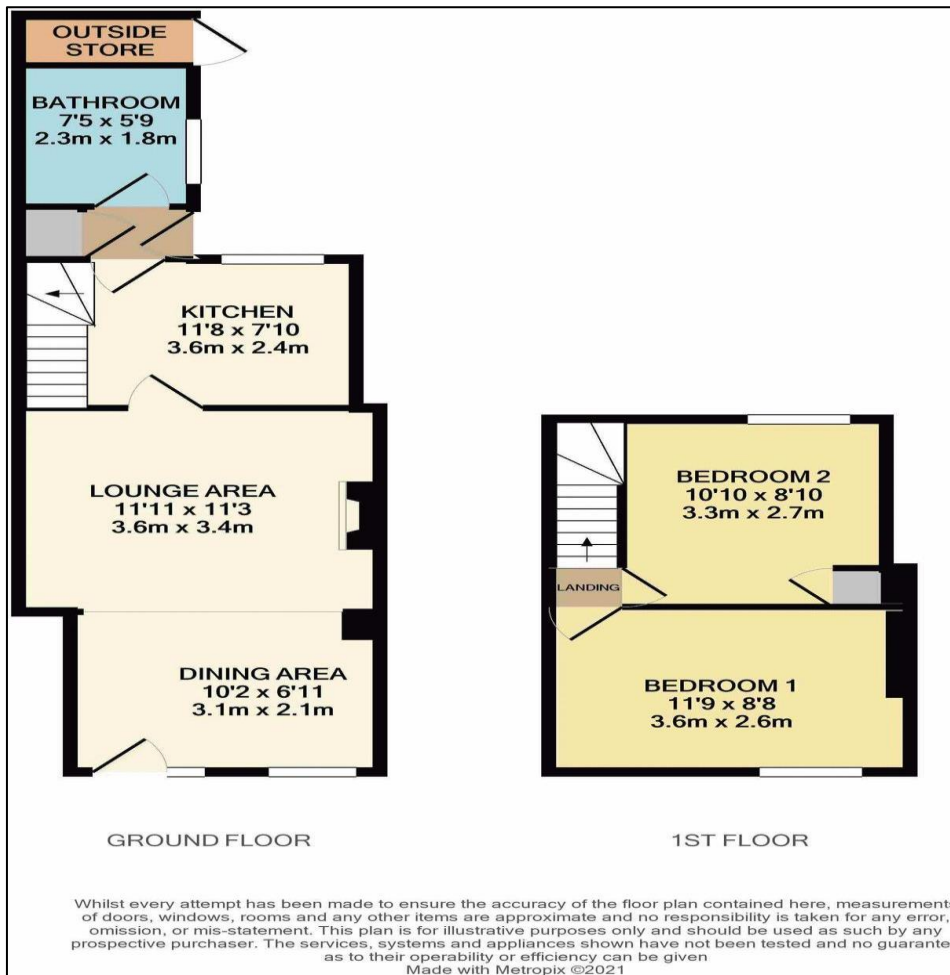 OUTSIDE
STORE
BATHROOM
7'5 x 5'9
2.3m x 1.8m
KITCHEN
11'8 x 7'10
3.6m x 2.4m
LOUNGE AREA
11'11 x 11'3
3.6m x 3.4m
DINING AREA
10'2 x 6'11
3.1m x 2.1m
BEDROOM 2
10'10 x 8'10
3.3m x 2.7m
LANDING
BEDROOM 1
11'9 x 8'8
3.6m x 2.6m
GROUND FLOOR
1ST FLOOR
Whilst every attempt has been made to ensure the accuracy of the floor plan contained here, measurements
of doors, windows, rooms and any other items are approximate and no responsibility is taken for any error,
omission, or mis-statement. This plan is for illustrative purposes only and should be used as such by any
prospective purchaser. The services, systems and appliances shown have not been tested and no guarante
as to their operability or efficiency can be given
Made with Metropix ©2021